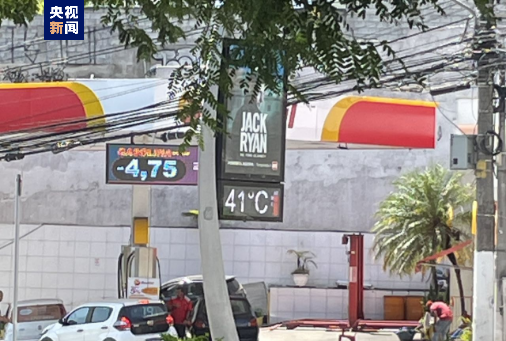 央视
新闻
JACK
RYAN
GASOLINA
4,75
41°C